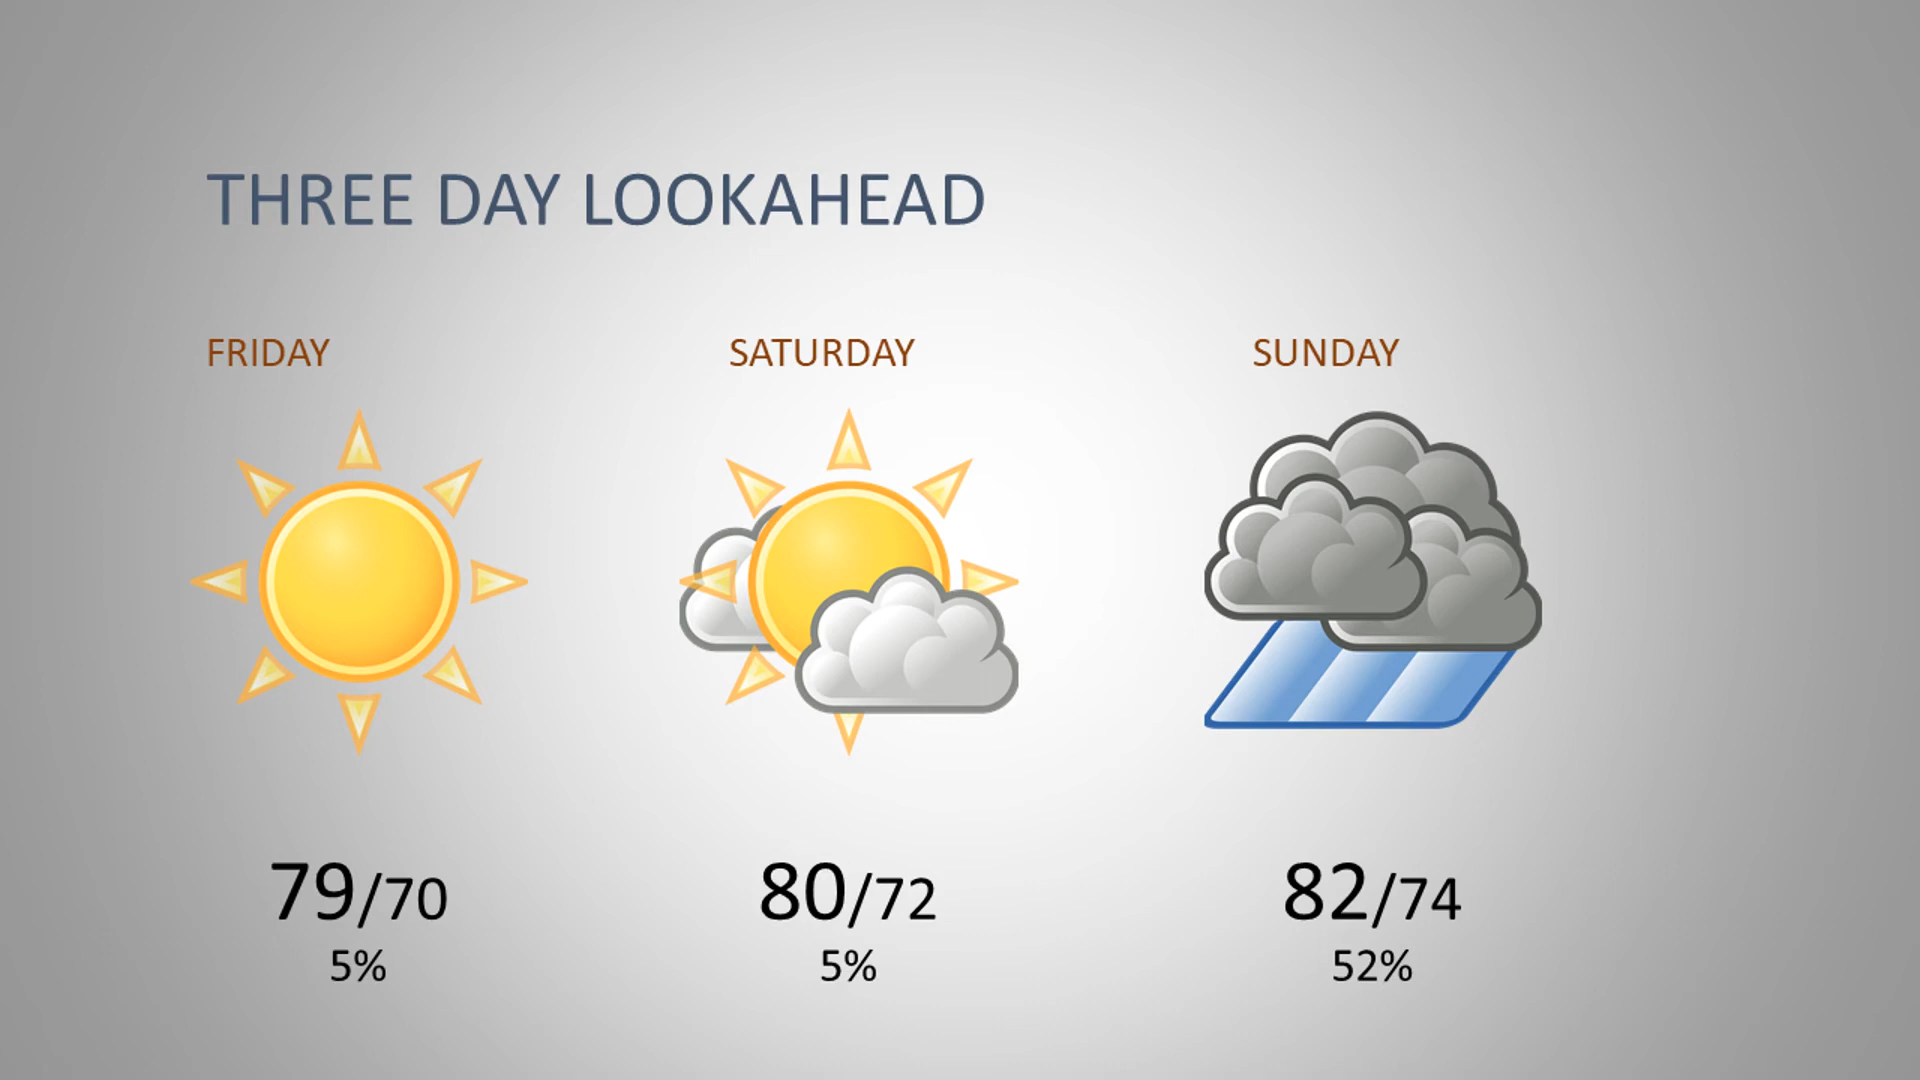 THREE DAY LOOKAHEAD
FRIDAY
SATURDAY
SUNDAY
79/70
80/72
82/74
5%
5%
52%